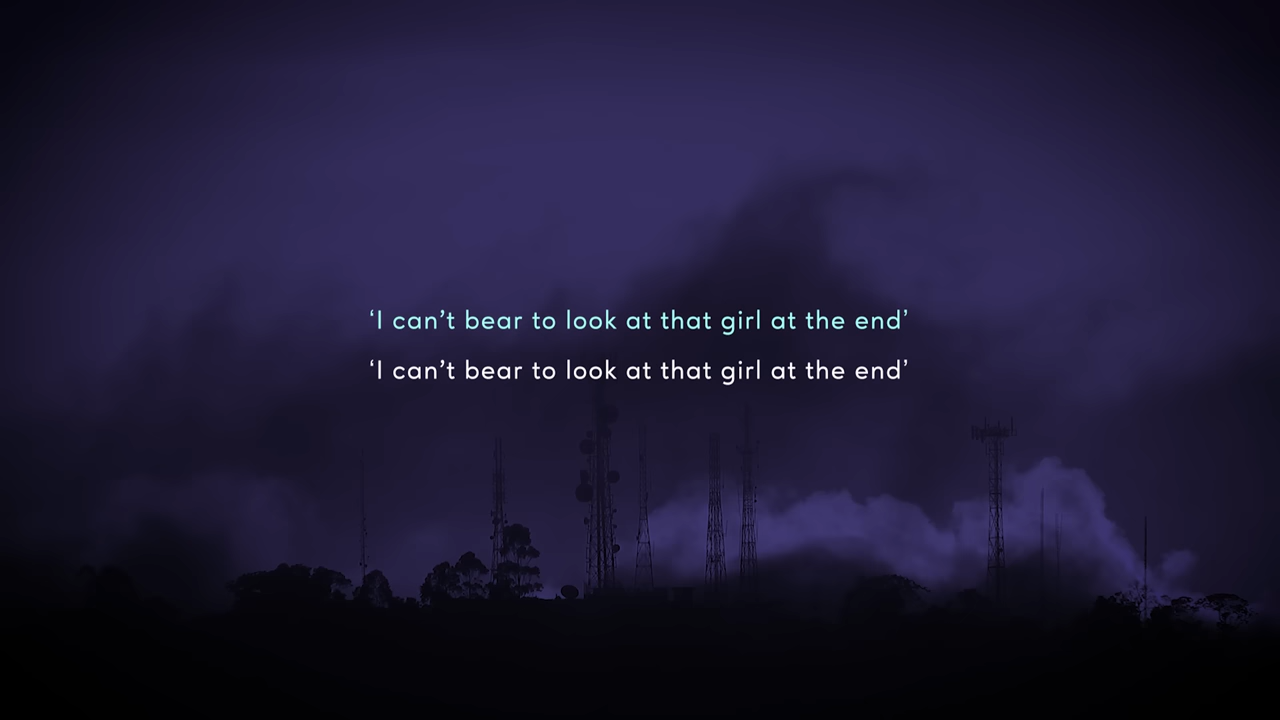 ‘I can’t bear to look at that girl at the end’
‘I can’t bear to look at that girl at the end’